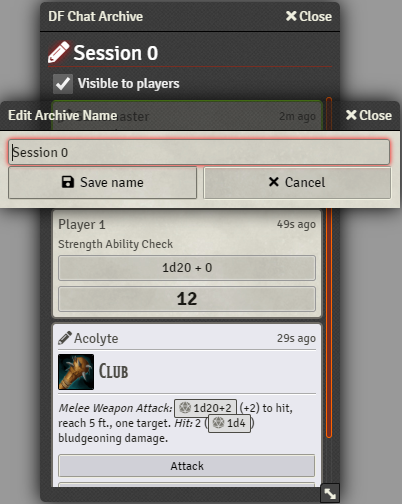 DF Chat Archive
Close
Session 0
Visible to players
aster
2m ago
Edit Archive Name
Close
Session 0
Save name
Cancel
Player 1
49s ago
Strength Ability Check
1d20 + 0
12
Acolyte
29s ago
Club
Melee Weapon Attack: 1d20+2 (+2) to hit,
reach 5 ft., one target. Hit: 2 (1d4)
bludgeoning damage.
Attack